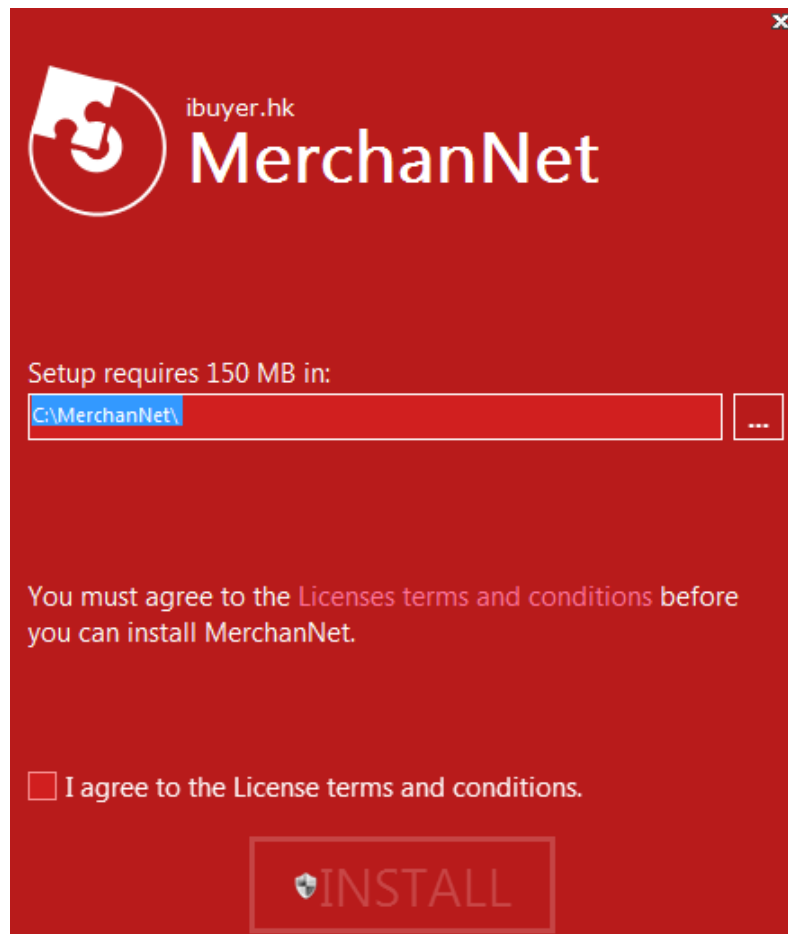 ibuyer.hk
MerchanNet
Setup requires 150 MB in:
C:\MerchanNet\
...
You must agree to the Licenses terms and conditions before
you can install MerchanNet.
I agree to the License terms and conditions.
INSTALL